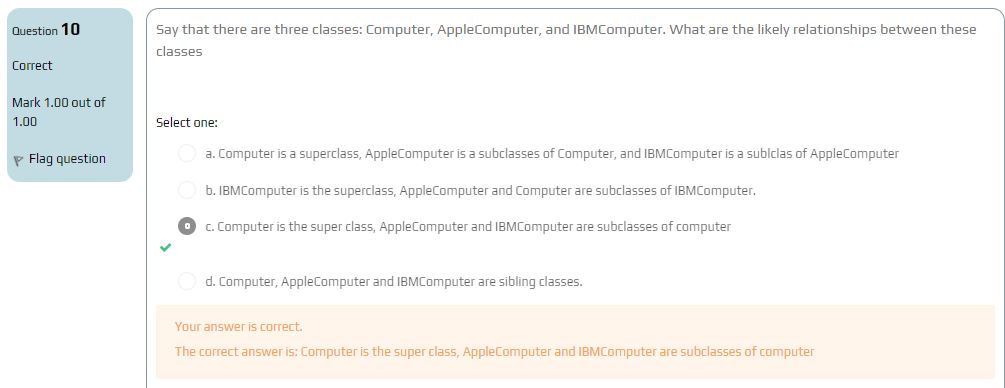 Question 10
Correct
Mark 1.00 out of
1.00
Flag question
Say that there are three classes: Computer, AppleComputer, and IBMComputer. What are the likely relationships between these
classes
Select one:
a. Computer is a superclass, AppleComputer is a subclasses of Computer, and IBMComputer is a sublclas of AppleComputer
b. IBMComputer is the superclass, AppleComputer and Computer are subclasses of IBMComputer.
c. Computer is the super class, AppleComputer and IBMComputer are subclasses of computer
d. Computer, AppleComputer and IBMComputer are sibling classes.
Your answer is correct.
The correct answer is: Computer is the super class, AppleComputer and IBMComputer are subclasses of computer